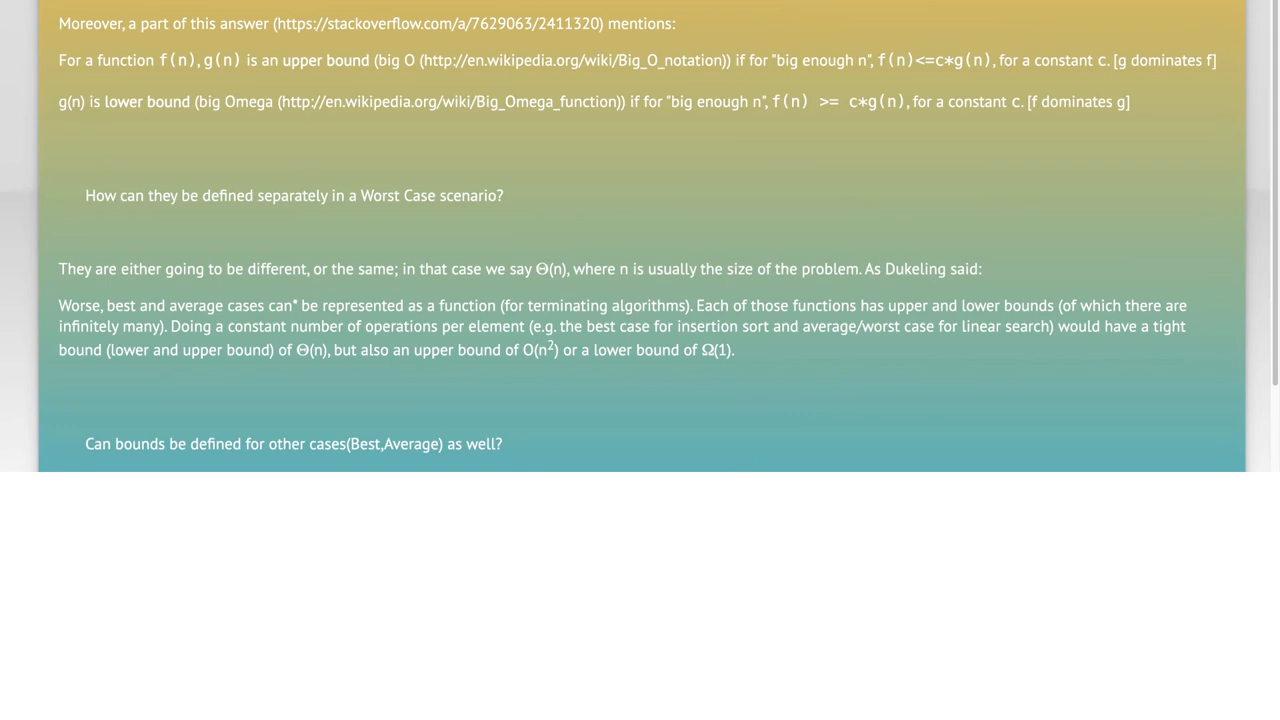 Moreover, a part of this answer (https://stackoverflow.com/a/7629063/2411320) mentions:
For a function f(n), g(n) is an upper bound (big O (http://en.wikipedia.org/wiki/Big_O_notation)) if for "big enough n", f(n)<=c*g(n), for a constant c. [g dominates f]
g(n) is lower bound (big Omega (http://en.wikipedia.org/wiki/Big_Omega_function)) if for "big enough n", f(n) >= c*g(n), for a constant c. [f dominates g]
How can they be defined separately in a Worst Case scenario?
They are either going to be different, or the same; in that case we say Θ(n), where n is usually the size of the problem. As Dukeling said:
Worse, best and average cases can* be represented as a function (for terminating algorithms). Each of those functions has upper and lower bounds (of which there are
infinitely many). Doing a constant number of operations per element (e.g. the best case for insertion sort and average/worst case for linear search) would have a tight
bound (lower and upper bound) of Θ(n), but also an upper bound of O(n²) or a lower bound of Ω(1).
Can bounds be defined for other cases(Best,Average) as well?